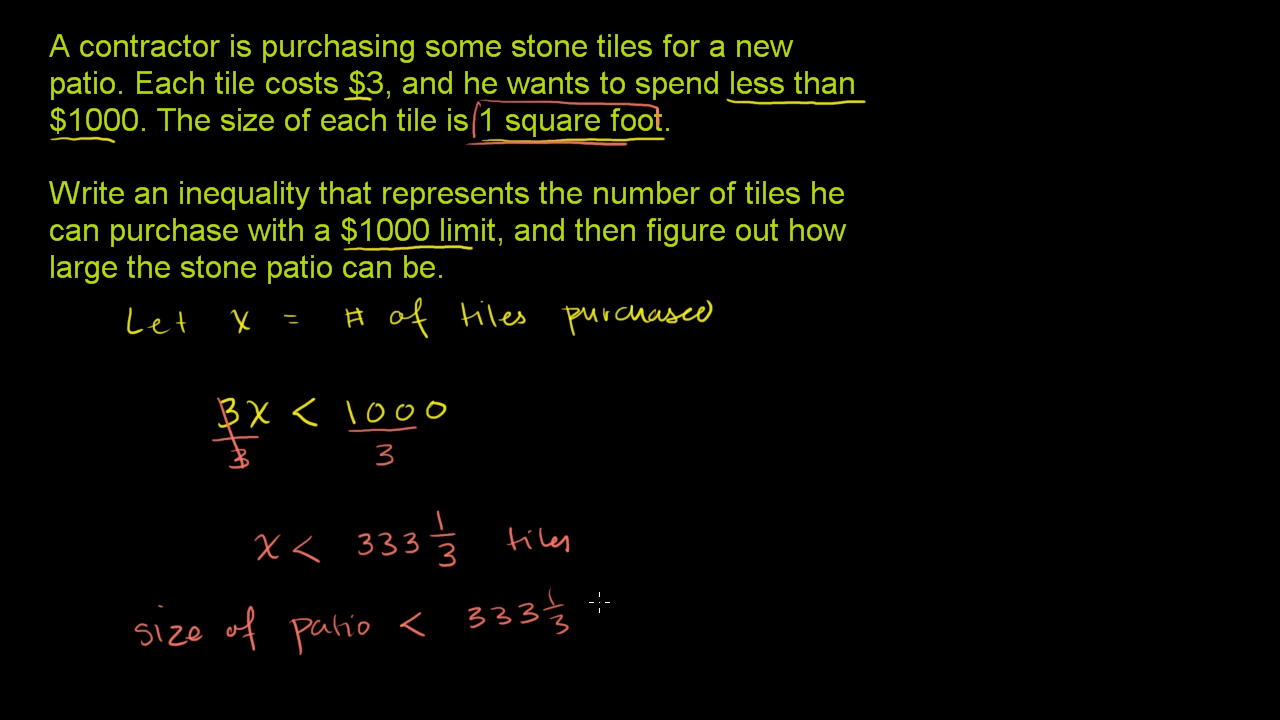 A contractor is purchasing some stone tiles for a new
patio. Each tile costs $3, and he wants to spend less than
$1000. The size of each tile is 1 square foot.
Write an inequality that represents the number of tiles he
can purchase with a $1000 limit, and then figure out how
large the stone patio can be.
Let x = # of tiles purchased
3x < 1000
3 3
x < 333 1/3 tiles
size of patio < 333 1/3